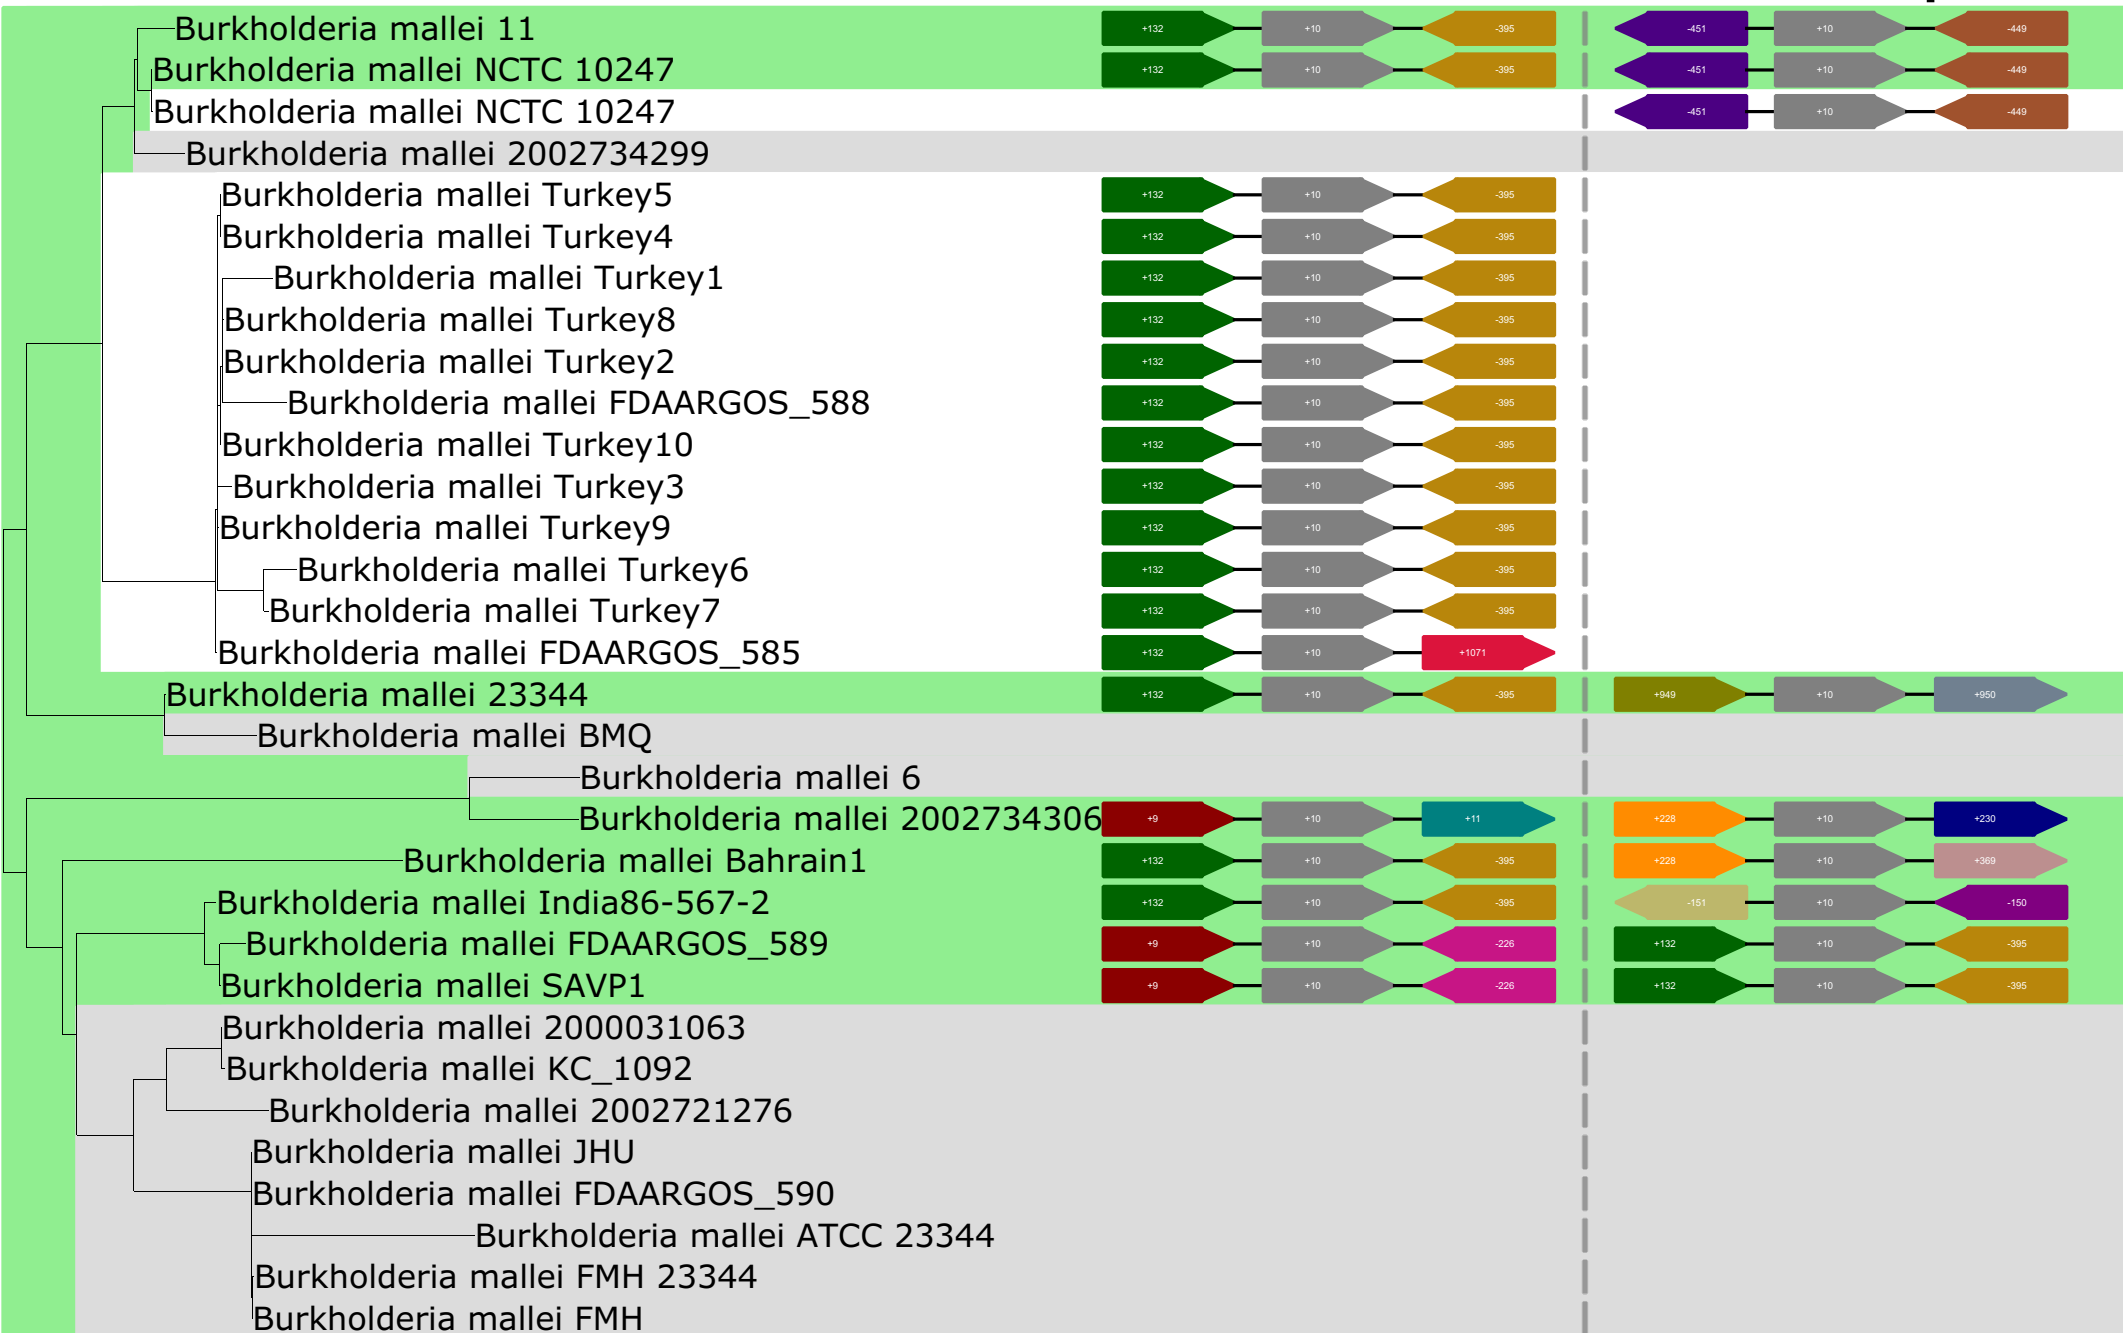 Burkholderia mallei 11 +132 +10 -395 -451 +10 -449
Burkholderia mallei NCTC 10247 +132 +10 -395 -451 +10 -449
Burkholderia mallei NCTC 10247 -451 +10 -449
Burkholderia mallei 2002734299
Burkholderia mallei Turkey5 +132 +10 -395
Burkholderia mallei Turkey4 +132 +10 -395
Burkholderia mallei Turkey1 +132 +10 -395
Burkholderia mallei Turkey8 +132 +10 -395
Burkholderia mallei Turkey2 +132 +10 -395
Burkholderia mallei FDAARGOS_588 +132 +10 -395
Burkholderia mallei Turkey10 +132 +10 -395
Burkholderia mallei Turkey3 +132 +10 -395
Burkholderia mallei Turkey9 +132 +10 -395
Burkholderia mallei Turkey6 +132 +10 -395
Burkholderia mallei Turkey7 +132 +10 -395
Burkholderia mallei FDAARGOS_585 +132 +10 +1071
Burkholderia mallei 23344 +132 +10 -395 +949 +10 +950
Burkholderia mallei BMQ
Burkholderia mallei 6
Burkholderia mallei 2002734306 +9 +10 +11 +228 +10 +230
Burkholderia mallei Bahrain1 +132 +10 -395 +228 +10 +369
Burkholderia mallei India86-567-2 +132 +10 -395 -151 +10 -150
Burkholderia mallei FDAARGOS_589 +9 +10 -226 +132 +10 -395
Burkholderia mallei SAVP1 +9 +10 -226 +132 +10 -395
Burkholderia mallei 2000031063
Burkholderia mallei KC_1092
Burkholderia mallei 2002721276
Burkholderia mallei JHU
Burkholderia mallei FDAARGOS_590
Burkholderia mallei ATCC 23344
Burkholderia mallei FMH 23344
Burkholderia mallei FMH